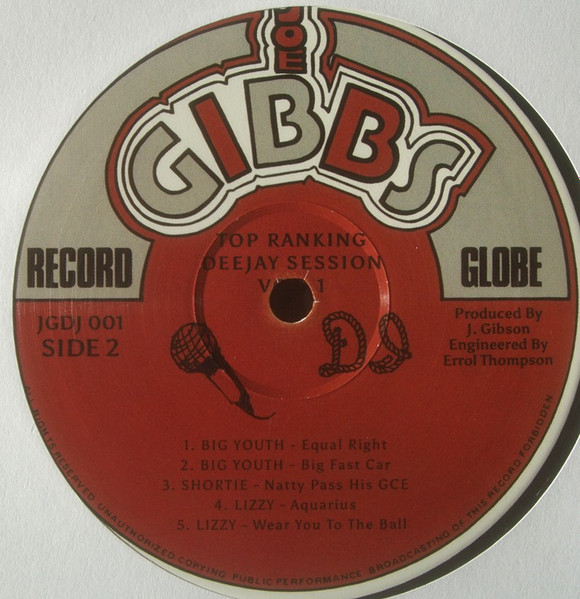 JOE
GIBBS
RECORD GLOBE
TOP RANKING
DEEJAY SESSION
1
JGDJ 001
SIDE 2
Produced By
J. Gibson
Engineered By
Errol Thompson
DJ
1. BIG YOUTH – Equal Right
2. BIG YOUTH – Big Fast Car
3. SHORTIE – Natty Pass His GCE
4. LIZZY – Aquarius
5. LIZZY – Wear You To The Ball
ALL RIGHTS RESERVED UNAUTHORIZED COPYING PUBLIC PERFORMANCE BROADCASTING OF THIS RECORD FORBIDDEN